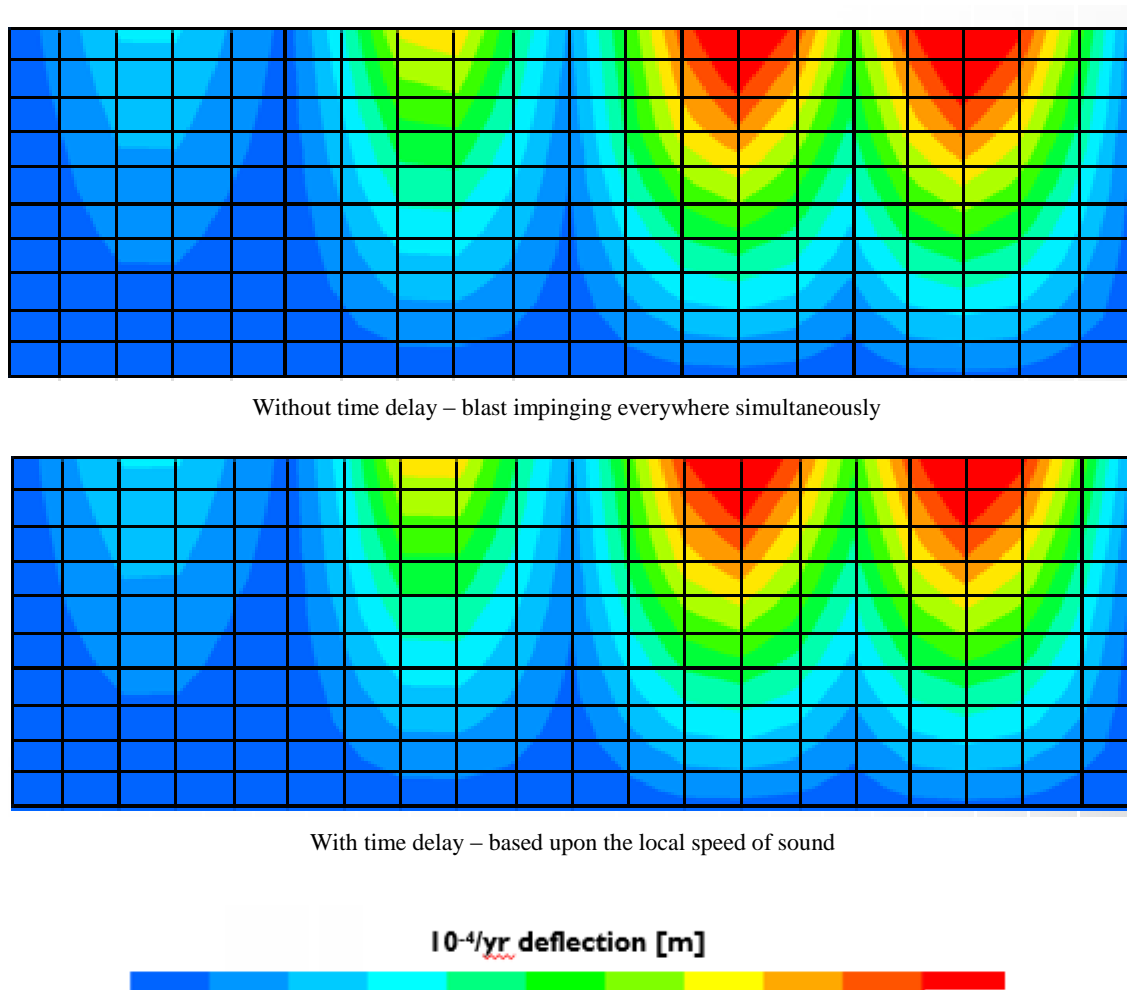 Without time delay – blast impinging everywhere simultaneously
With time delay – based upon the local speed of sound
10⁻⁴/yr deflection [m]